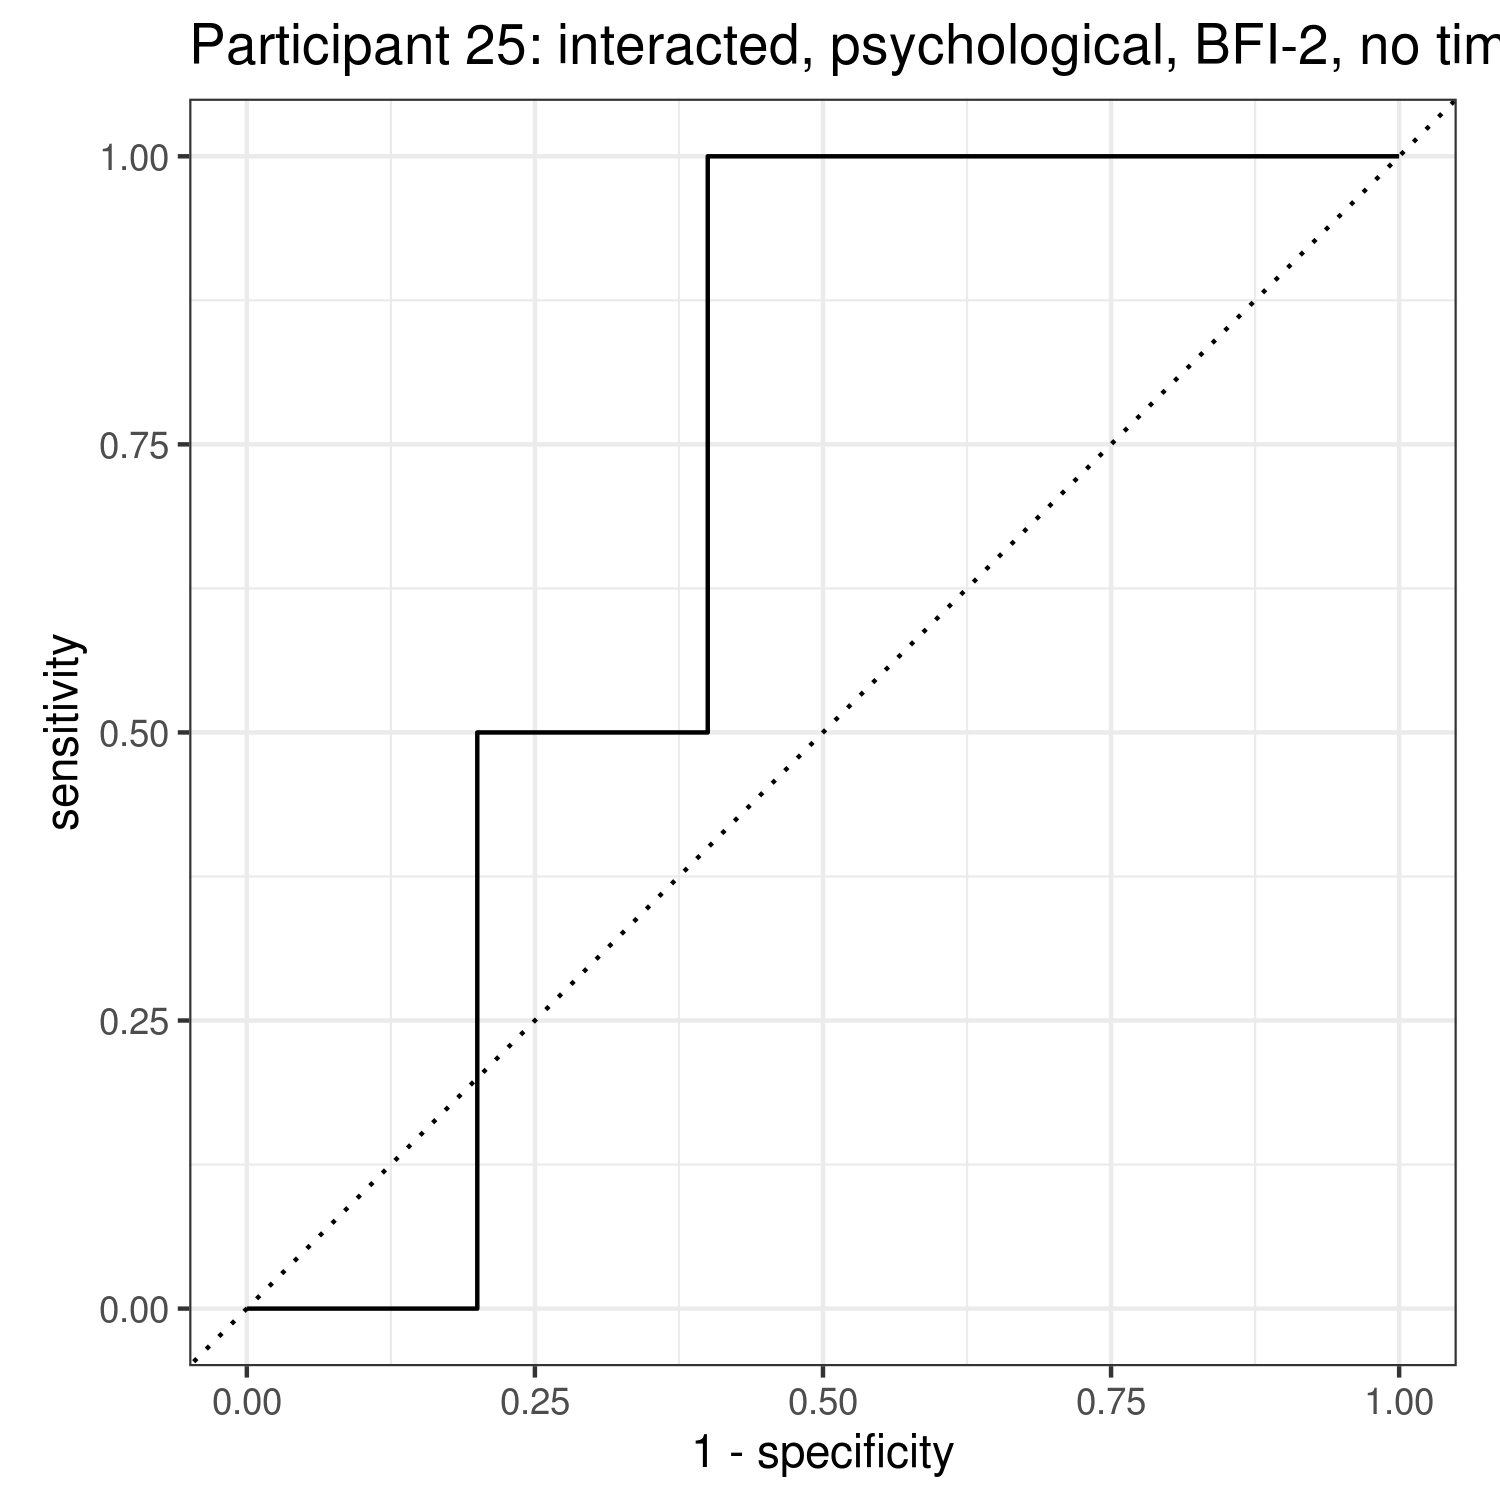 Participant 25: interacted, psychological, BFI-2, no tim
1.00
0.75
0.50
0.25
0.00
sensitivity
0.00 0.25 0.50 0.75 1.00
1 - specificity